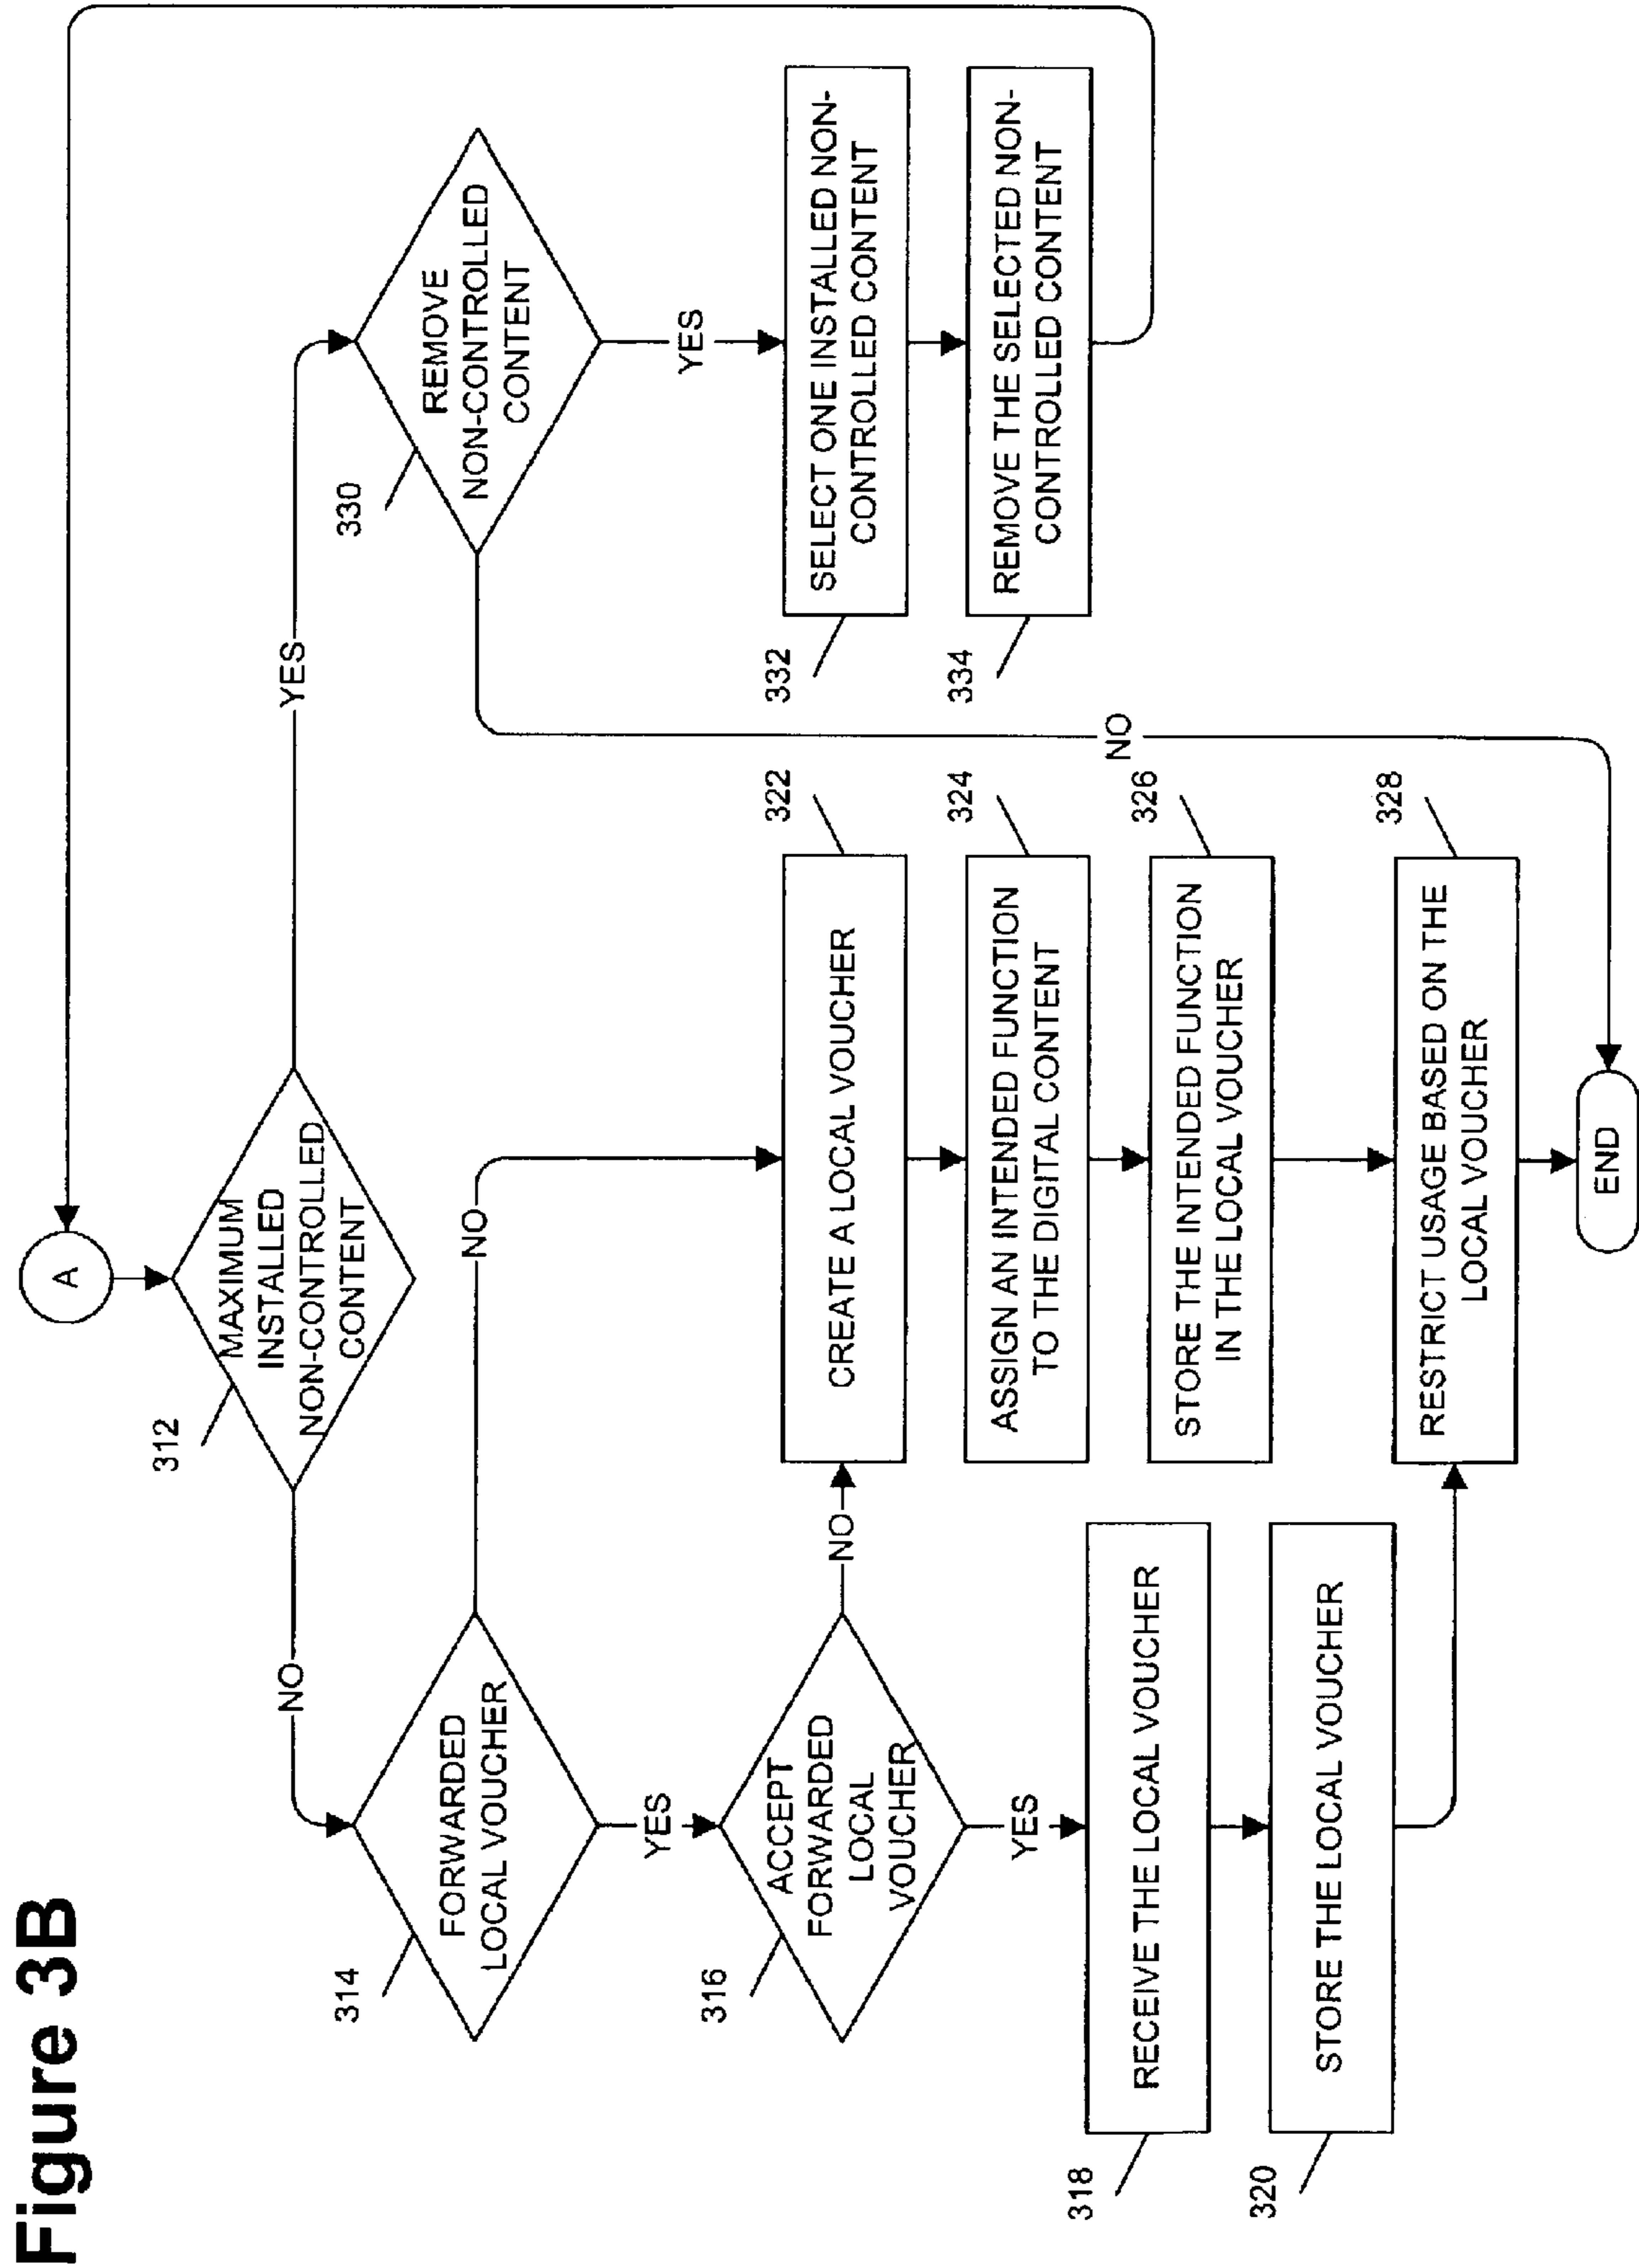 Figure 3B
A
312
MAXIMUM
INSTALLED
NON-CONTROLLED
CONTENT
NO
YES
314
FORWARDED
LOCAL VOUCHER
NO
YES
330
REMOVE
NON-CONTROLLED
CONTENT
YES
NO
316
ACCEPT
FORWARDED
LOCAL
VOUCHER
NO
YES
322
CREATE A LOCAL VOUCHER
332
SELECT ONE INSTALLED NON-
CONTROLLED CONTENT
324
ASSIGN AN INTENDED FUNCTION
TO THE DIGITAL CONTENT
334
REMOVE THE SELECTED NON-
CONTROLLED CONTENT
318
RECEIVE THE LOCAL VOUCHER
326
STORE THE INTENDED FUNCTION
IN THE LOCAL VOUCHER
320
STORE THE LOCAL VOUCHER
328
RESTRICT USAGE BASED ON THE
LOCAL VOUCHER
END